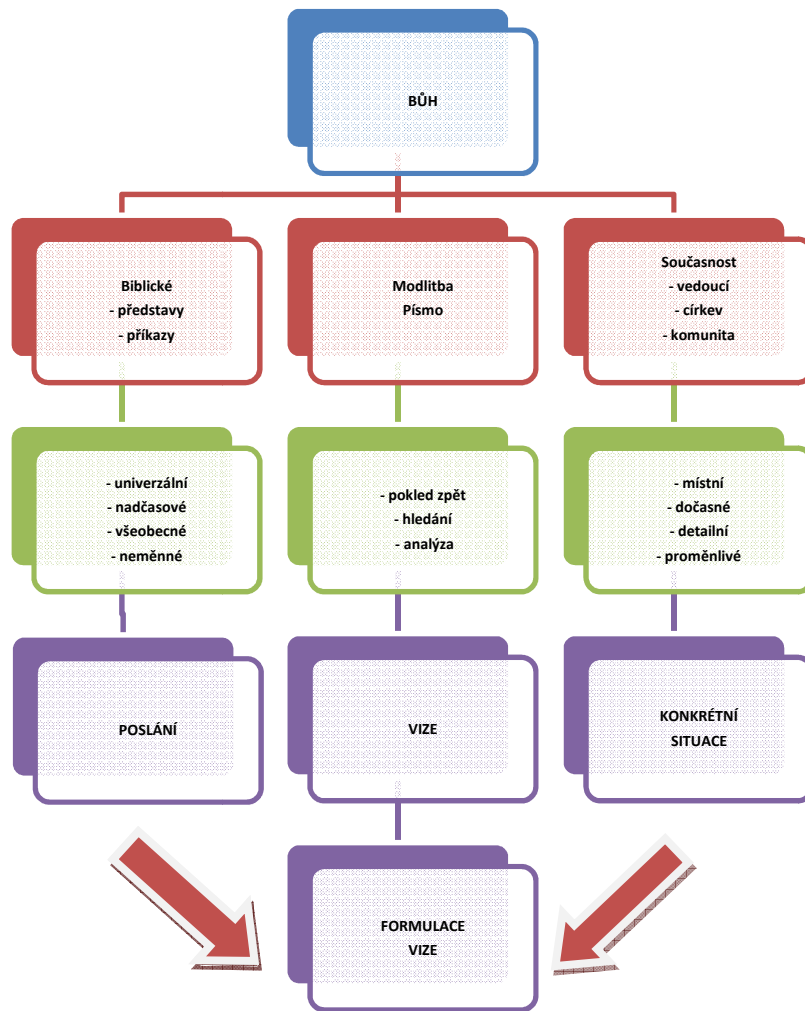 BŮH
Biblické
- představy
- příkazy
Modlitba
Písmo
Současnost
- vedoucí
- církev
- komunita
- univerzální
- nadčasové
- všeobecné
- neměnné
- pokled zpět
- hledání
- analýza
- místní
- dočasné
- detailní
- proměnlivé
POSLÁNÍ
VIZE
KONKRÉTNÍ
SITUACE
FORMULACE
VIZE